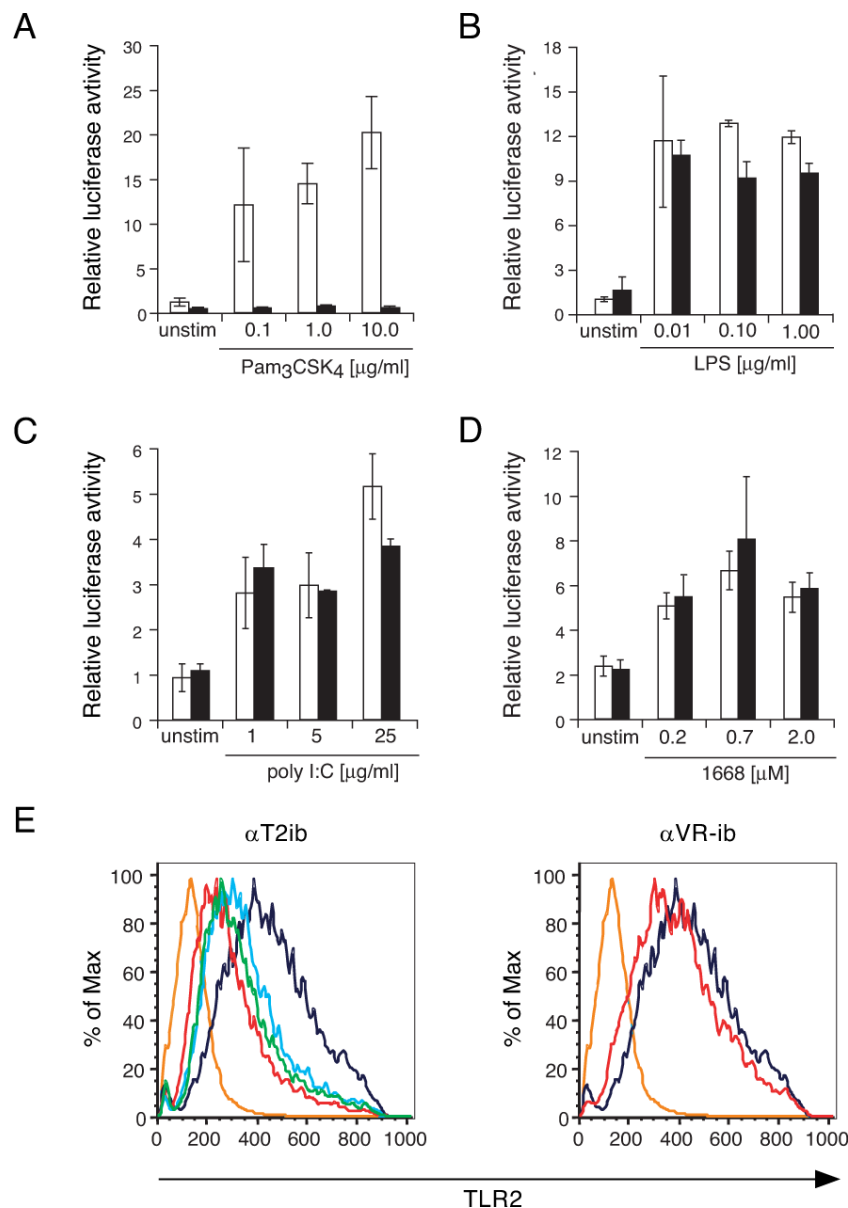 A
Relative luciferase avtivity
30
25
20
15
10
5
0
unstim 0.1 1.0 10.0
Pam3CSK4 [μg/ml]
B
Relative luciferase avtivity
18
15
12
9
6
3
0
unstim 0.01 0.10 1.00
LPS [μg/ml]
C
Relative luciferase avtivity
6
5
4
3
2
1
0
unstim 1 5 25
poly I:C [μg/ml]
D
Relative luciferase avtivity
12
10
8
6
4
2
0
unstim 0.2 0.7 2.0
1668 [μM]
E
αT2ib
% of Max
100
80
60
40
20
0
0 200 400 600 800 1000
αVR-ib
% of Max
100
80
60
40
20
0
0 200 400 600 800 1000
TLR2